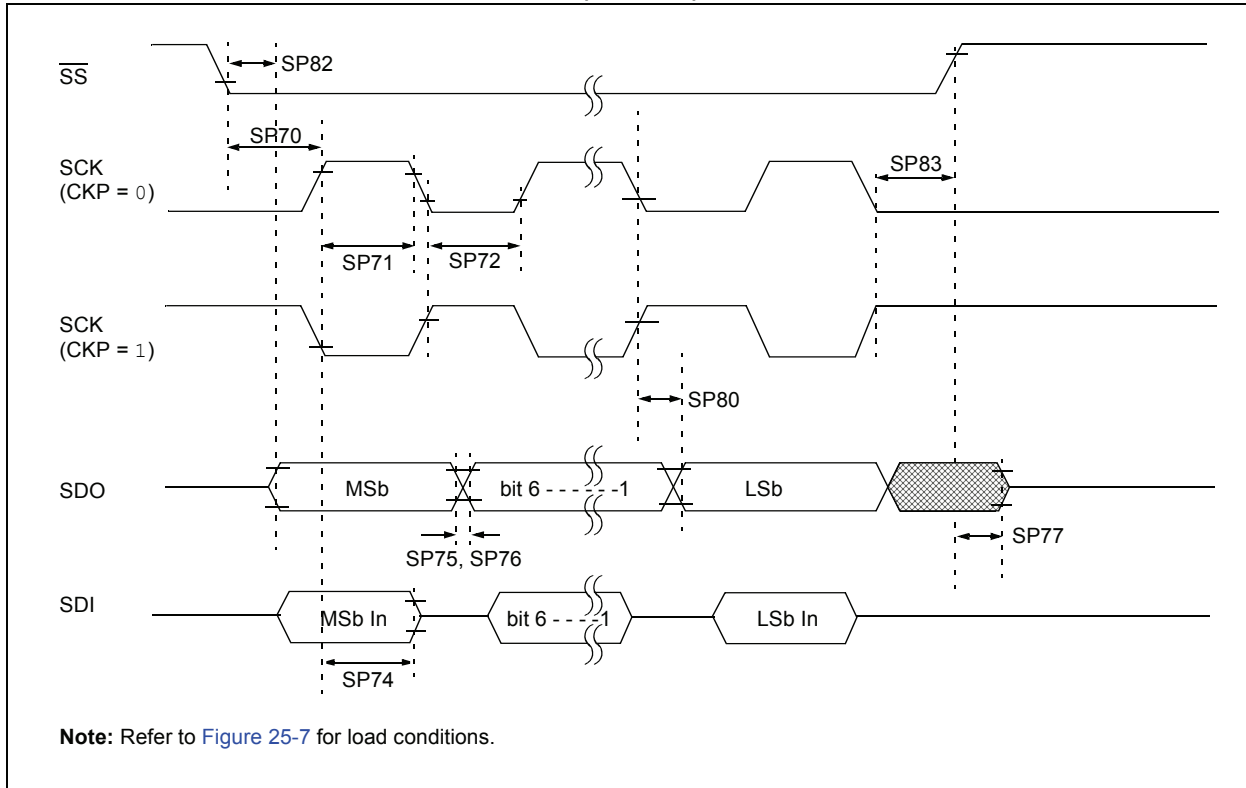 SS
SP82
SP70
SCK
(CKP = 0)
SP83
SP71
SP72
SCK
(CKP = 1)
SP80
SDO
MSb
bit 6 - - - - - -1
LSb
SP75, SP76
SP77
SDI
MSb In
bit 6 - - - -1
LSb In
SP74
Note: Refer to Figure 25-7 for load conditions.